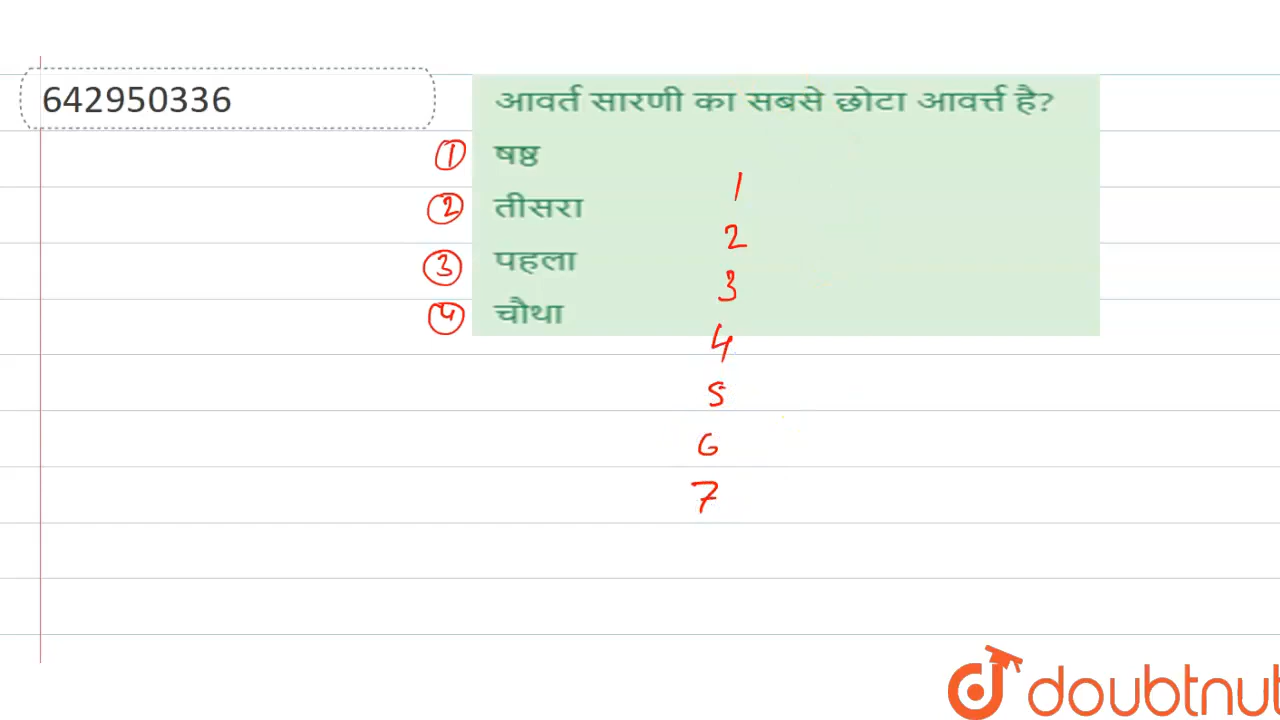 642950336
आवर्त सारणी का सबसे छोटा आवर्त्त है?
1 षष्ठ
2 तीसरा
3 पहला
4 चौथा
1
2
3
4
5
6
7
doubtnut